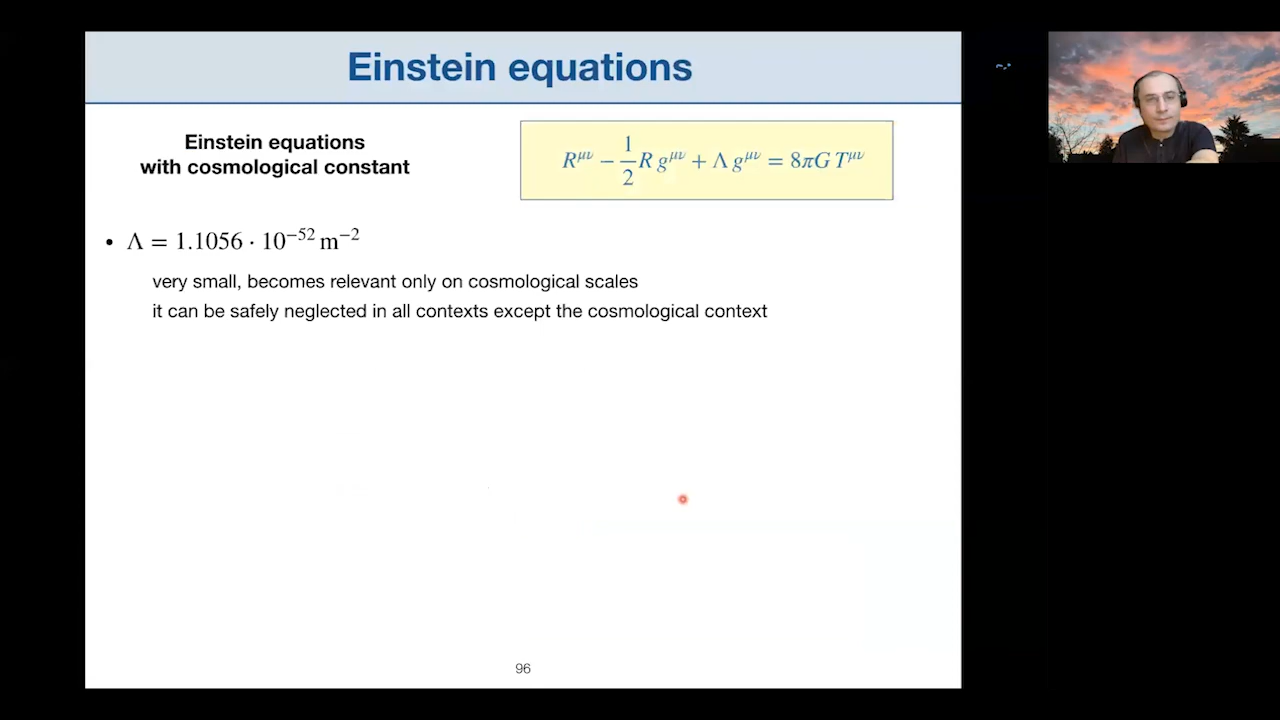 Einstein equations
Einstein equations
with cosmological constant
R^{μν} − \frac{1}{2} R g^{μν} + Λ g^{μν} = 8πG T^{μν}
• Λ = 1.1056 · 10^{−52} m^{−2}
very small, becomes relevant only on cosmological scales
it can be safely neglected in all contexts except the cosmological context
96